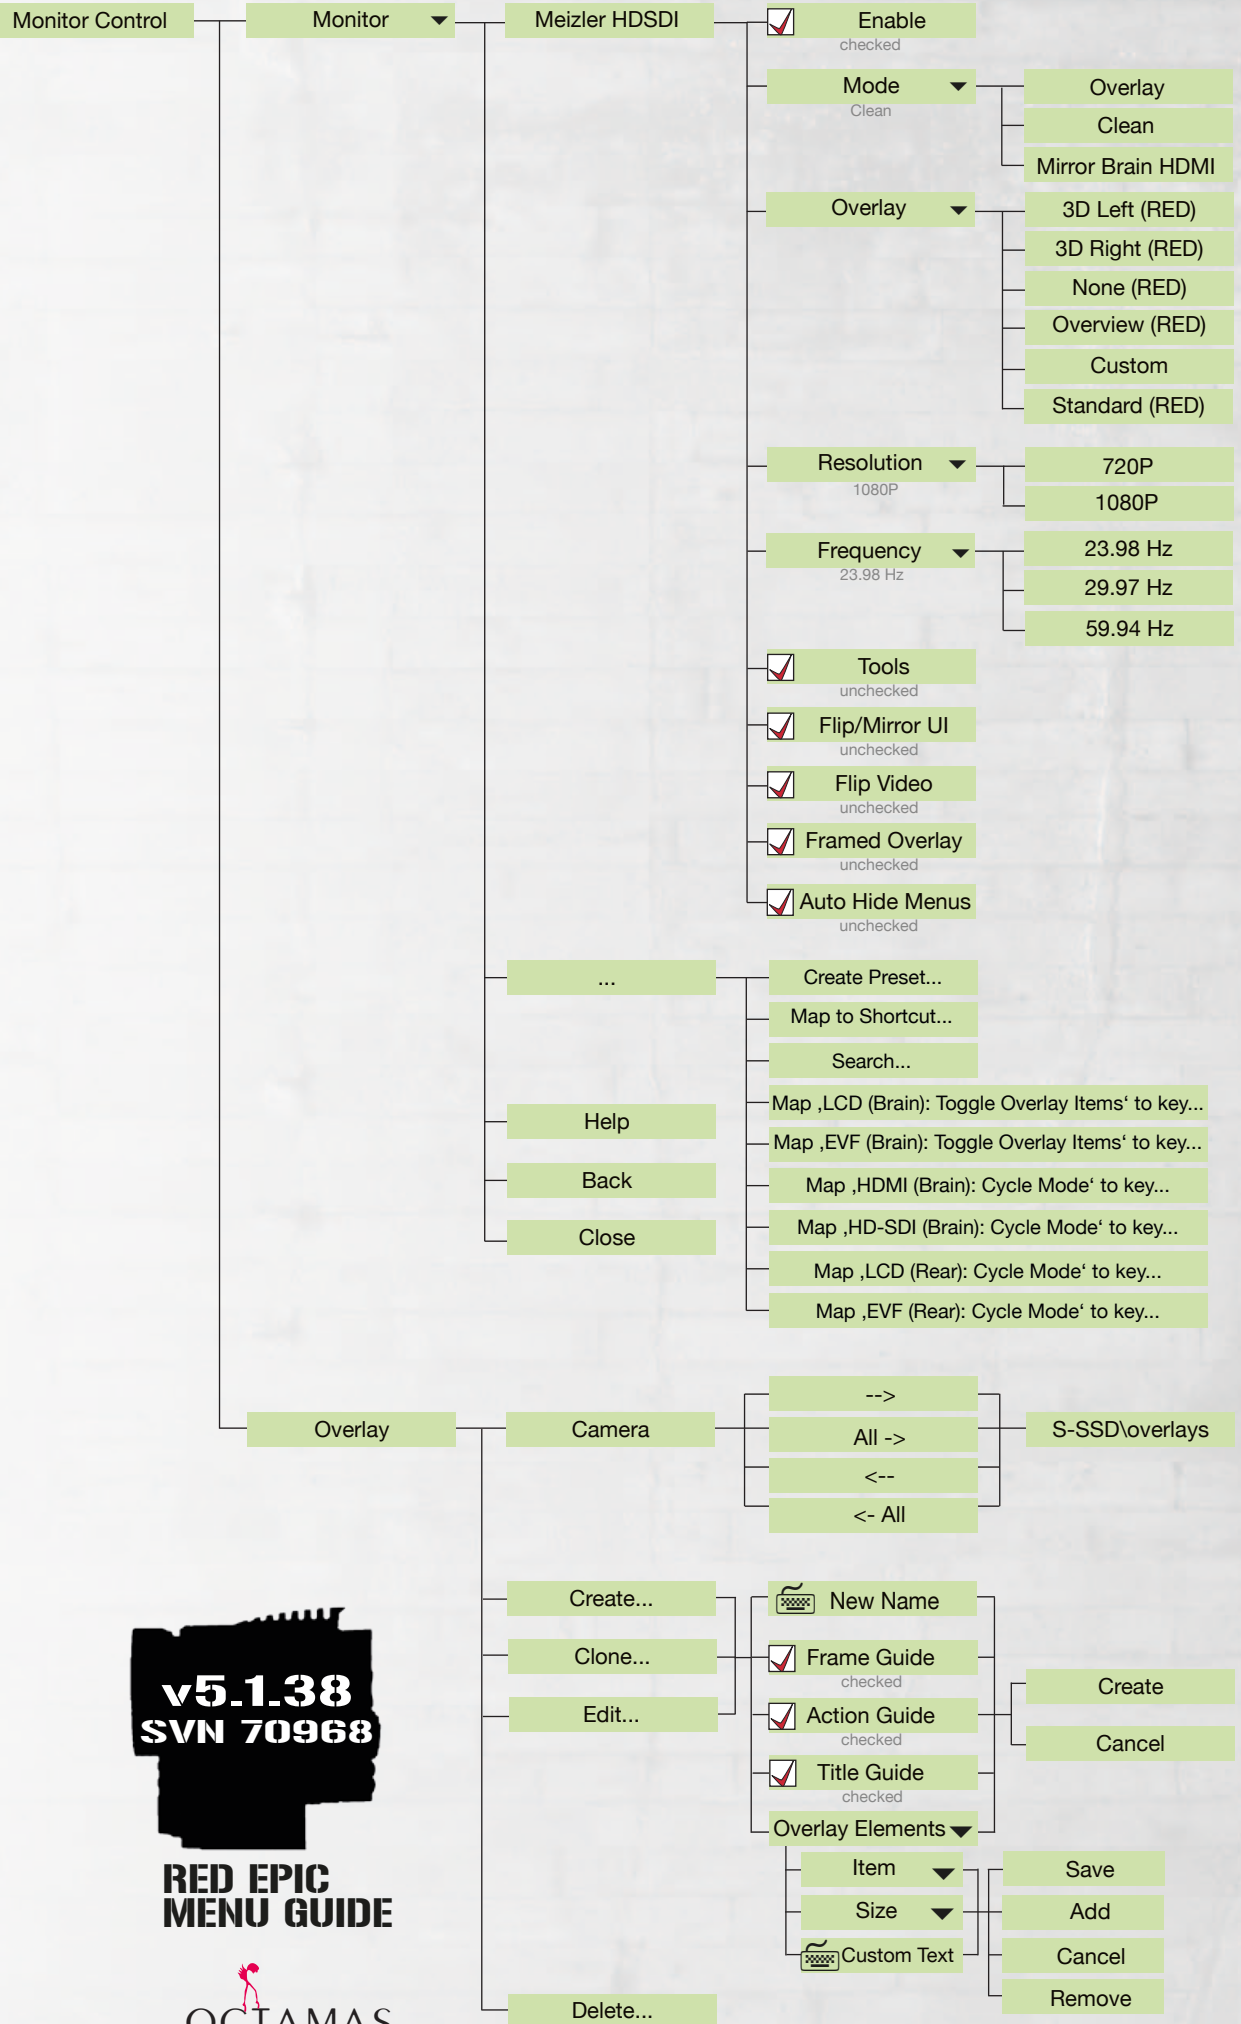 Monitor Control
Monitor
Meizler HDSDI
Enable
checked
Mode
Clean
Overlay
Clean
Mirror Brain HDMI
Overlay
3D Left (RED)
3D Right (RED)
None (RED)
Overview (RED)
Custom
Standard (RED)
Resolution
1080P
720P
1080P
Frequency
23.98 Hz
23.98 Hz
29.97 Hz
59.94 Hz
Tools
unchecked
Flip/Mirror UI
unchecked
Flip Video
unchecked
Framed Overlay
unchecked
Auto Hide Menus
unchecked
...
Create Preset...
Map to Shortcut...
Search...
Map ‚LCD (Brain): Toggle Overlay Items‘ to key...
Map ‚EVF (Brain): Toggle Overlay Items‘ to key...
Map ‚HDMI (Brain): Cycle Mode‘ to key...
Map ‚HD-SDI (Brain): Cycle Mode‘ to key...
Map ‚LCD (Rear): Cycle Mode‘ to key...
Map ‚EVF (Rear): Cycle Mode‘ to key...
Help
Back
Close
Overlay
Camera
-->
All ->
<--
<- All
S-SSD\overlays
Create...
Clone...
Edit...
New Name
Frame Guide
checked
Action Guide
checked
Title Guide
checked
Overlay Elements
Create
Cancel
Item
Size
Custom Text
Save
Add
Cancel
Remove
Delete...
v5.1.38
SVN 70968
RED EPIC
MENU GUIDE
OCTAMAS